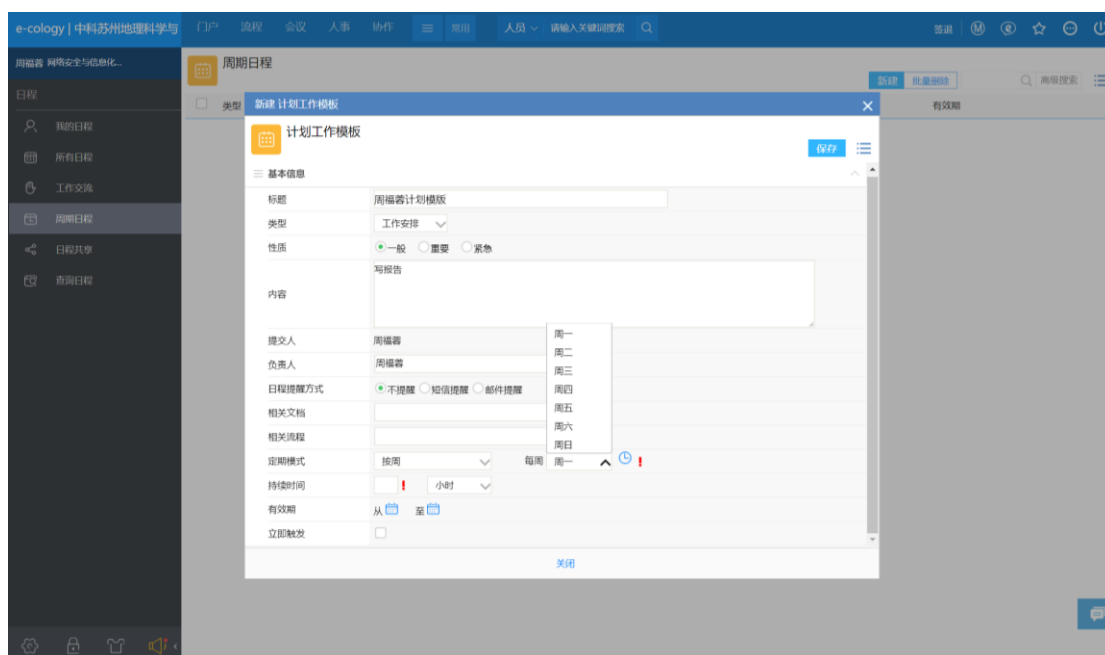 e-cology | 中科苏州地理科学与 门户 流程 会议 人事 协作 常用 人员 请输入关键词搜索 签退
周福蓉 网络安全与信息化...
周期日程
新建 批量删除 高级搜索
日程
类型 有效期
我的日程
所有日程
工作交流
周期日程
日程共享
查询日程
新建 计划工作模板
计划工作模板
保存
基本信息
标题 周福蓉计划模版
类型 工作安排
性质 一般 重要 紧急
内容 写报告
提交人 周福蓉
负责人 周福蓉
日程提醒方式 不提醒 短信提醒 邮件提醒
相关文档
相关流程
周一
周二
周三
周四
周五
周六
周日
定期模式 按周 每周 周一 !
持续时间 ! 小时
有效期 从 至
立即触发
关闭